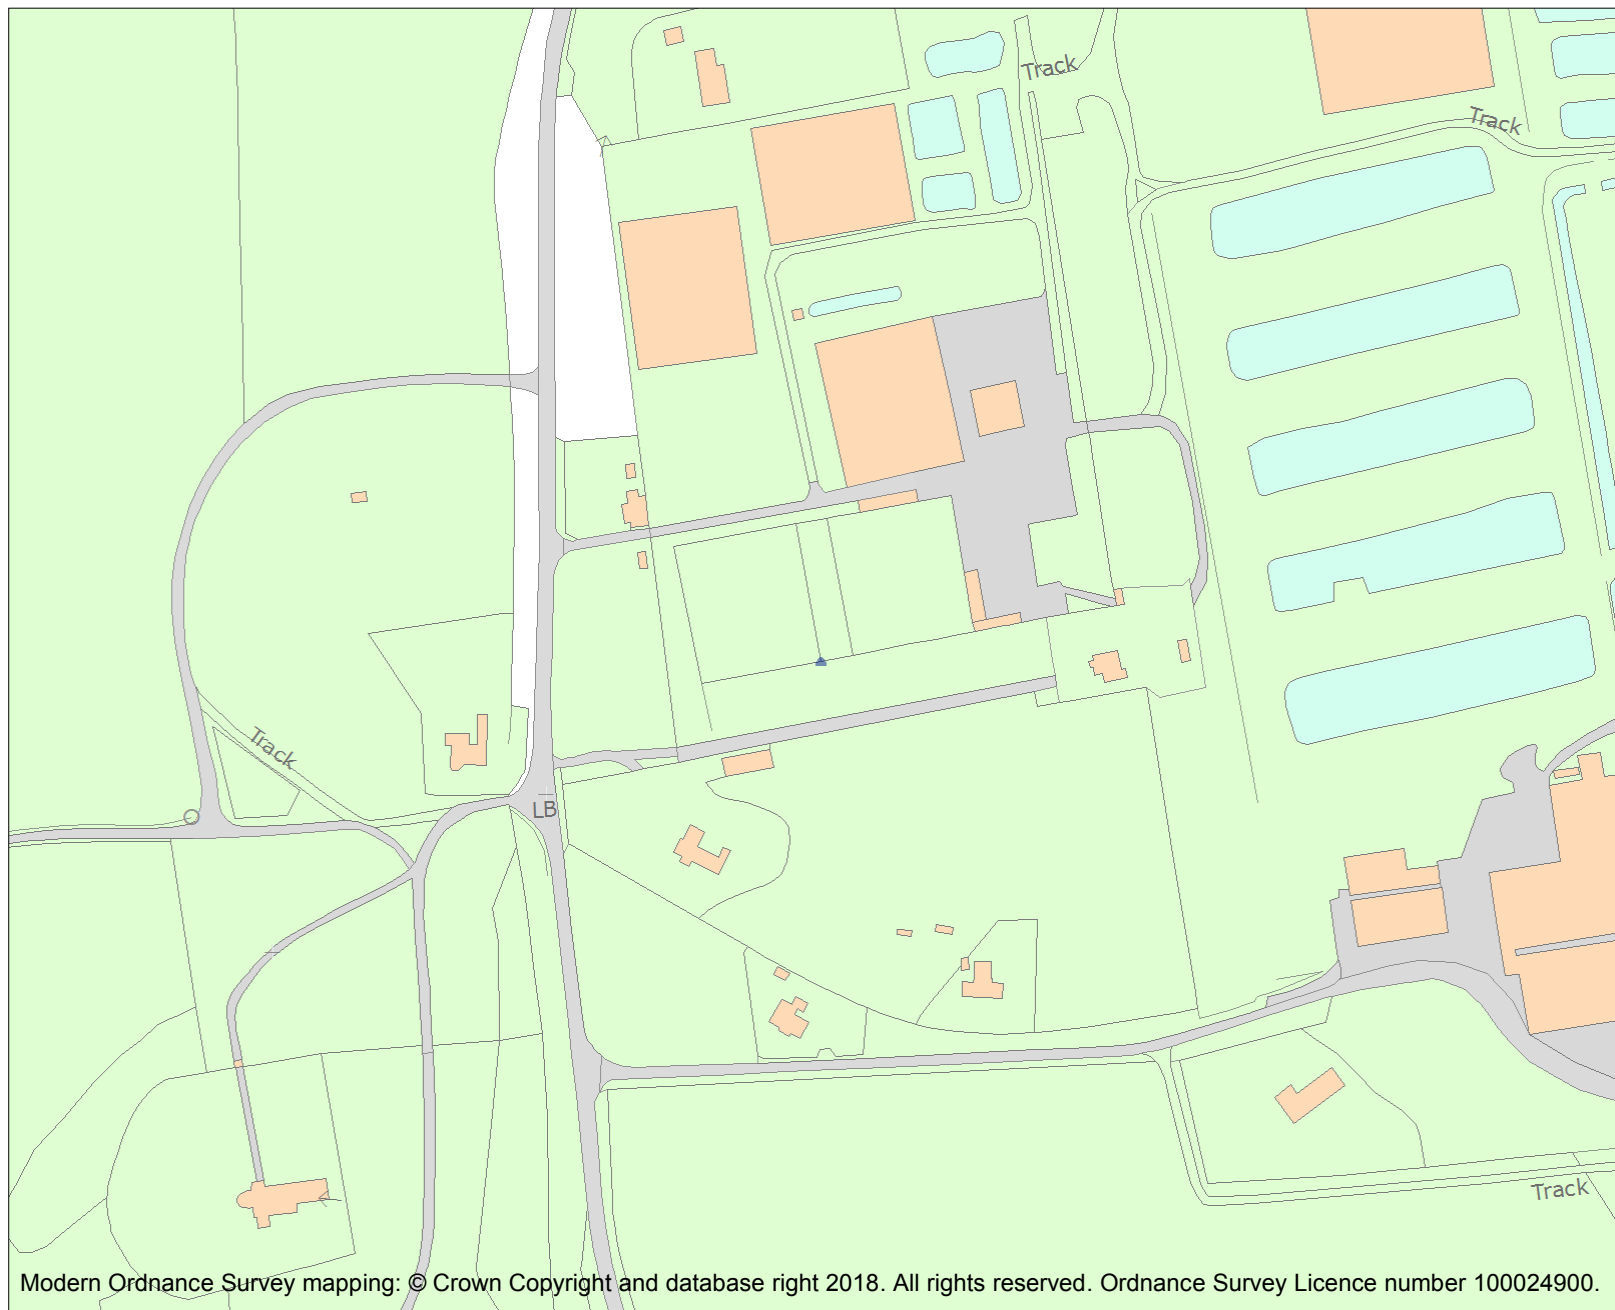 Track
Track
Track
LB
Track
Modern Ordnance Survey mapping: © Crown Copyright and database right 2018. All rights reserved. Ordnance Survey Licence number 100024900.